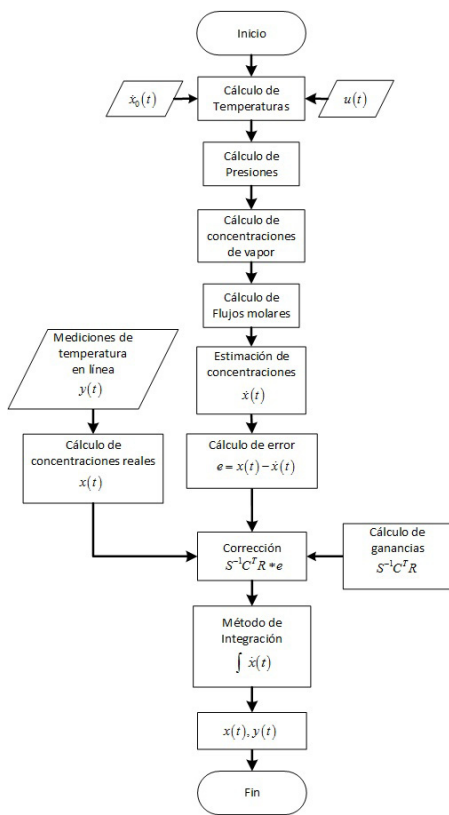 Inicio
ẋ₀(t)
Cálculo de
Temperaturas
u(t)
Cálculo de
Presiones
Cálculo de
concentraciones
de vapor
Cálculo de
Flujos molares
Mediciones de
temperatura
en línea
y(t)
Estimación de
concentraciones
ẋ(t)
Cálculo de
concentraciones reales
x(t)
Cálculo de error
e = x(t) − ẋ(t)
Corrección
S⁻¹CᵀR * e
Cálculo de
ganancias
S⁻¹CᵀR
Método de
Integración
∫ ẋ(t)
x(t), y(t)
Fin